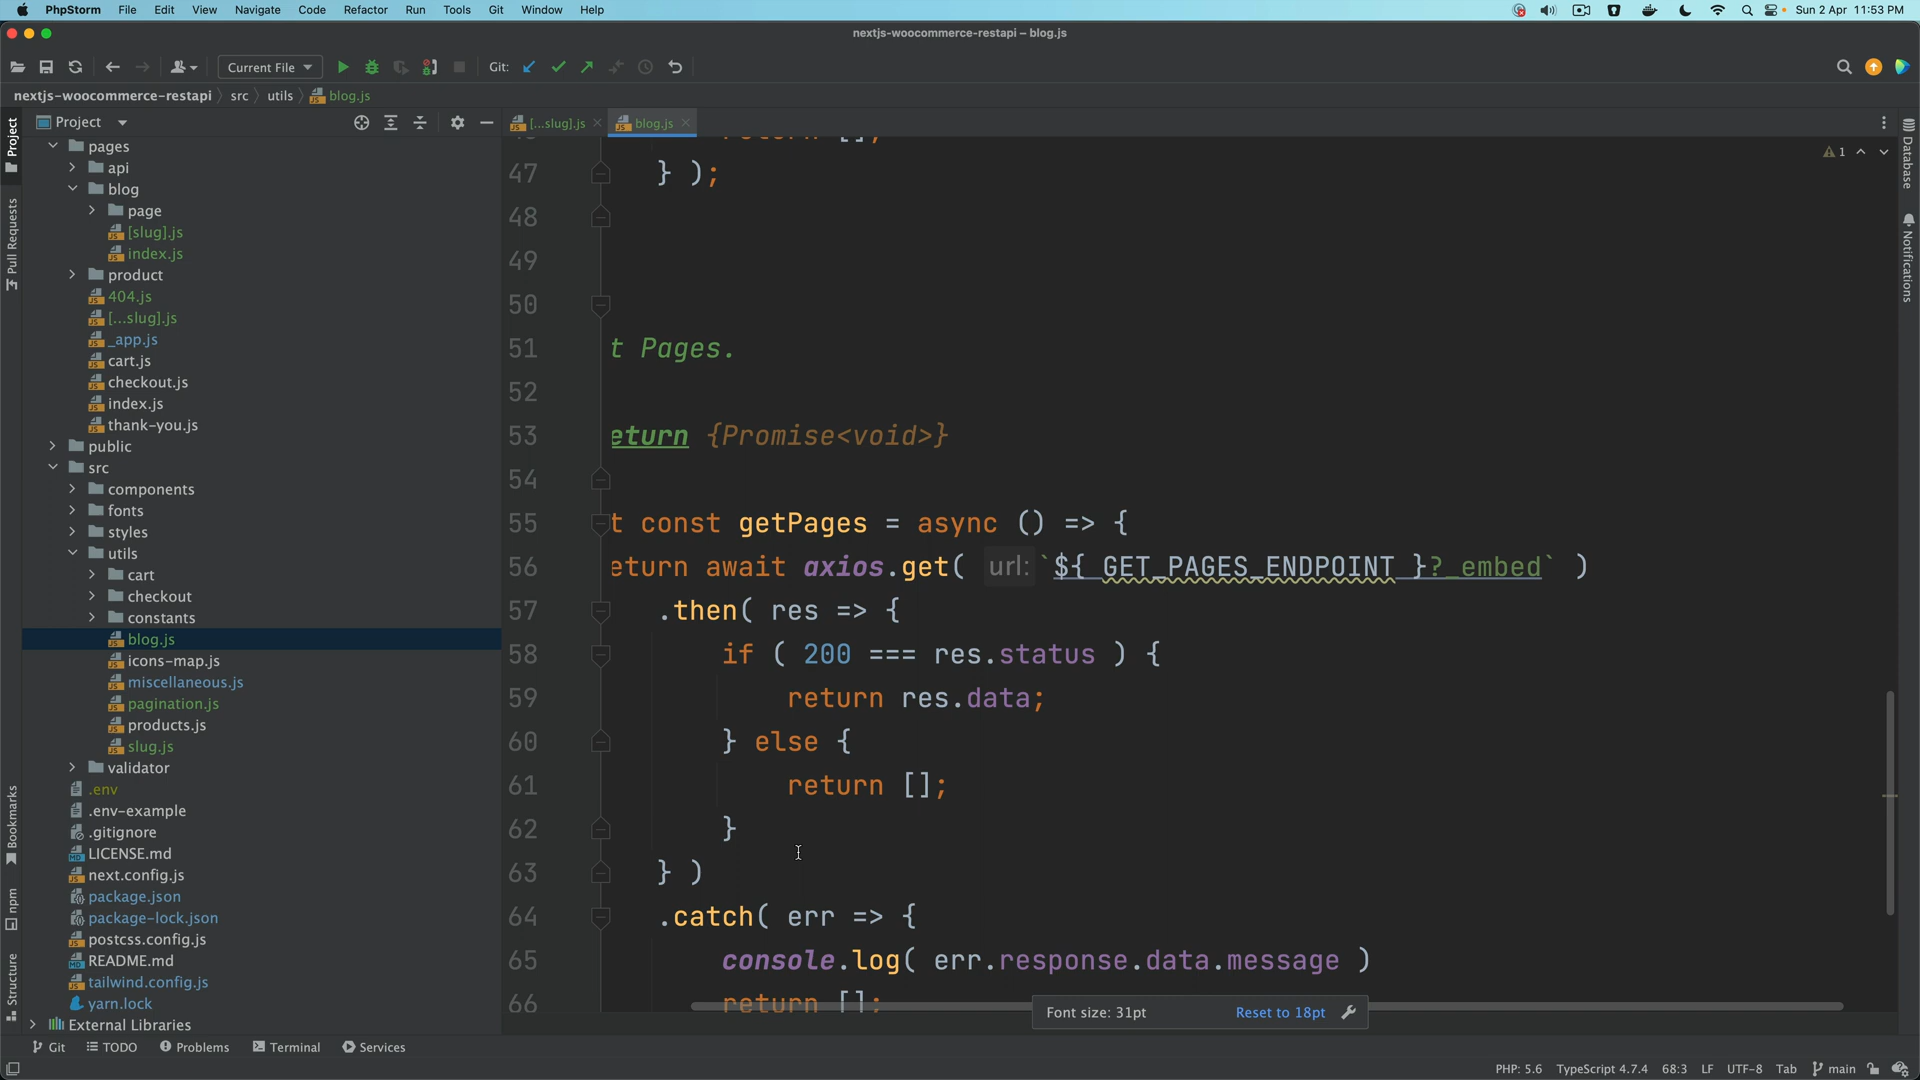 PhpStorm File Edit View Navigate Code Refactor Run Tools Git Window Help Sun 2 Apr 11:53 PM
nextjs-woocommerce-restapi – blog.js
Current File Git:
nextjs-woocommerce-restapi src utils blog.js
Project
[...slug].js
blog.js
pages
api
blog
page
[slug].js
index.js
product
404.js
[...slug].js
_app.js
cart.js
checkout.js
index.js
thank-you.js
public
src
components
fonts
styles
utils
cart
checkout
constants
blog.js
icons-map.js
miscellaneous.js
pagination.js
products.js
slug.js
validator
.env
.env-example
.gitignore
LICENSE.md
next.config.js
package.json
package-lock.json
postcss.config.js
README.md
tailwind.config.js
yarn.lock
External Libraries
Project
Pull Requests
Bookmarks
npm
Structure
1
return [];
47 } );
48
49
50
51 t Pages.
52
53 eturn {Promise<void>}
54
55 t const getPages = async () => {
56 eturn await axios.get( url: `${ GET_PAGES_ENDPOINT }?_embed` )
57 .then( res => {
58 if ( 200 === res.status ) {
59 return res.data;
60 } else {
61 return [];
62 }
63 } )
64 .catch( err => {
65 console.log( err.response.data.message )
66 return [];
Font size: 31pt Reset to 18pt
Database
Notifications
Git TODO Problems Terminal Services
PHP: 5.6 TypeScript 4.7.4 68:3 LF UTF-8 Tab main